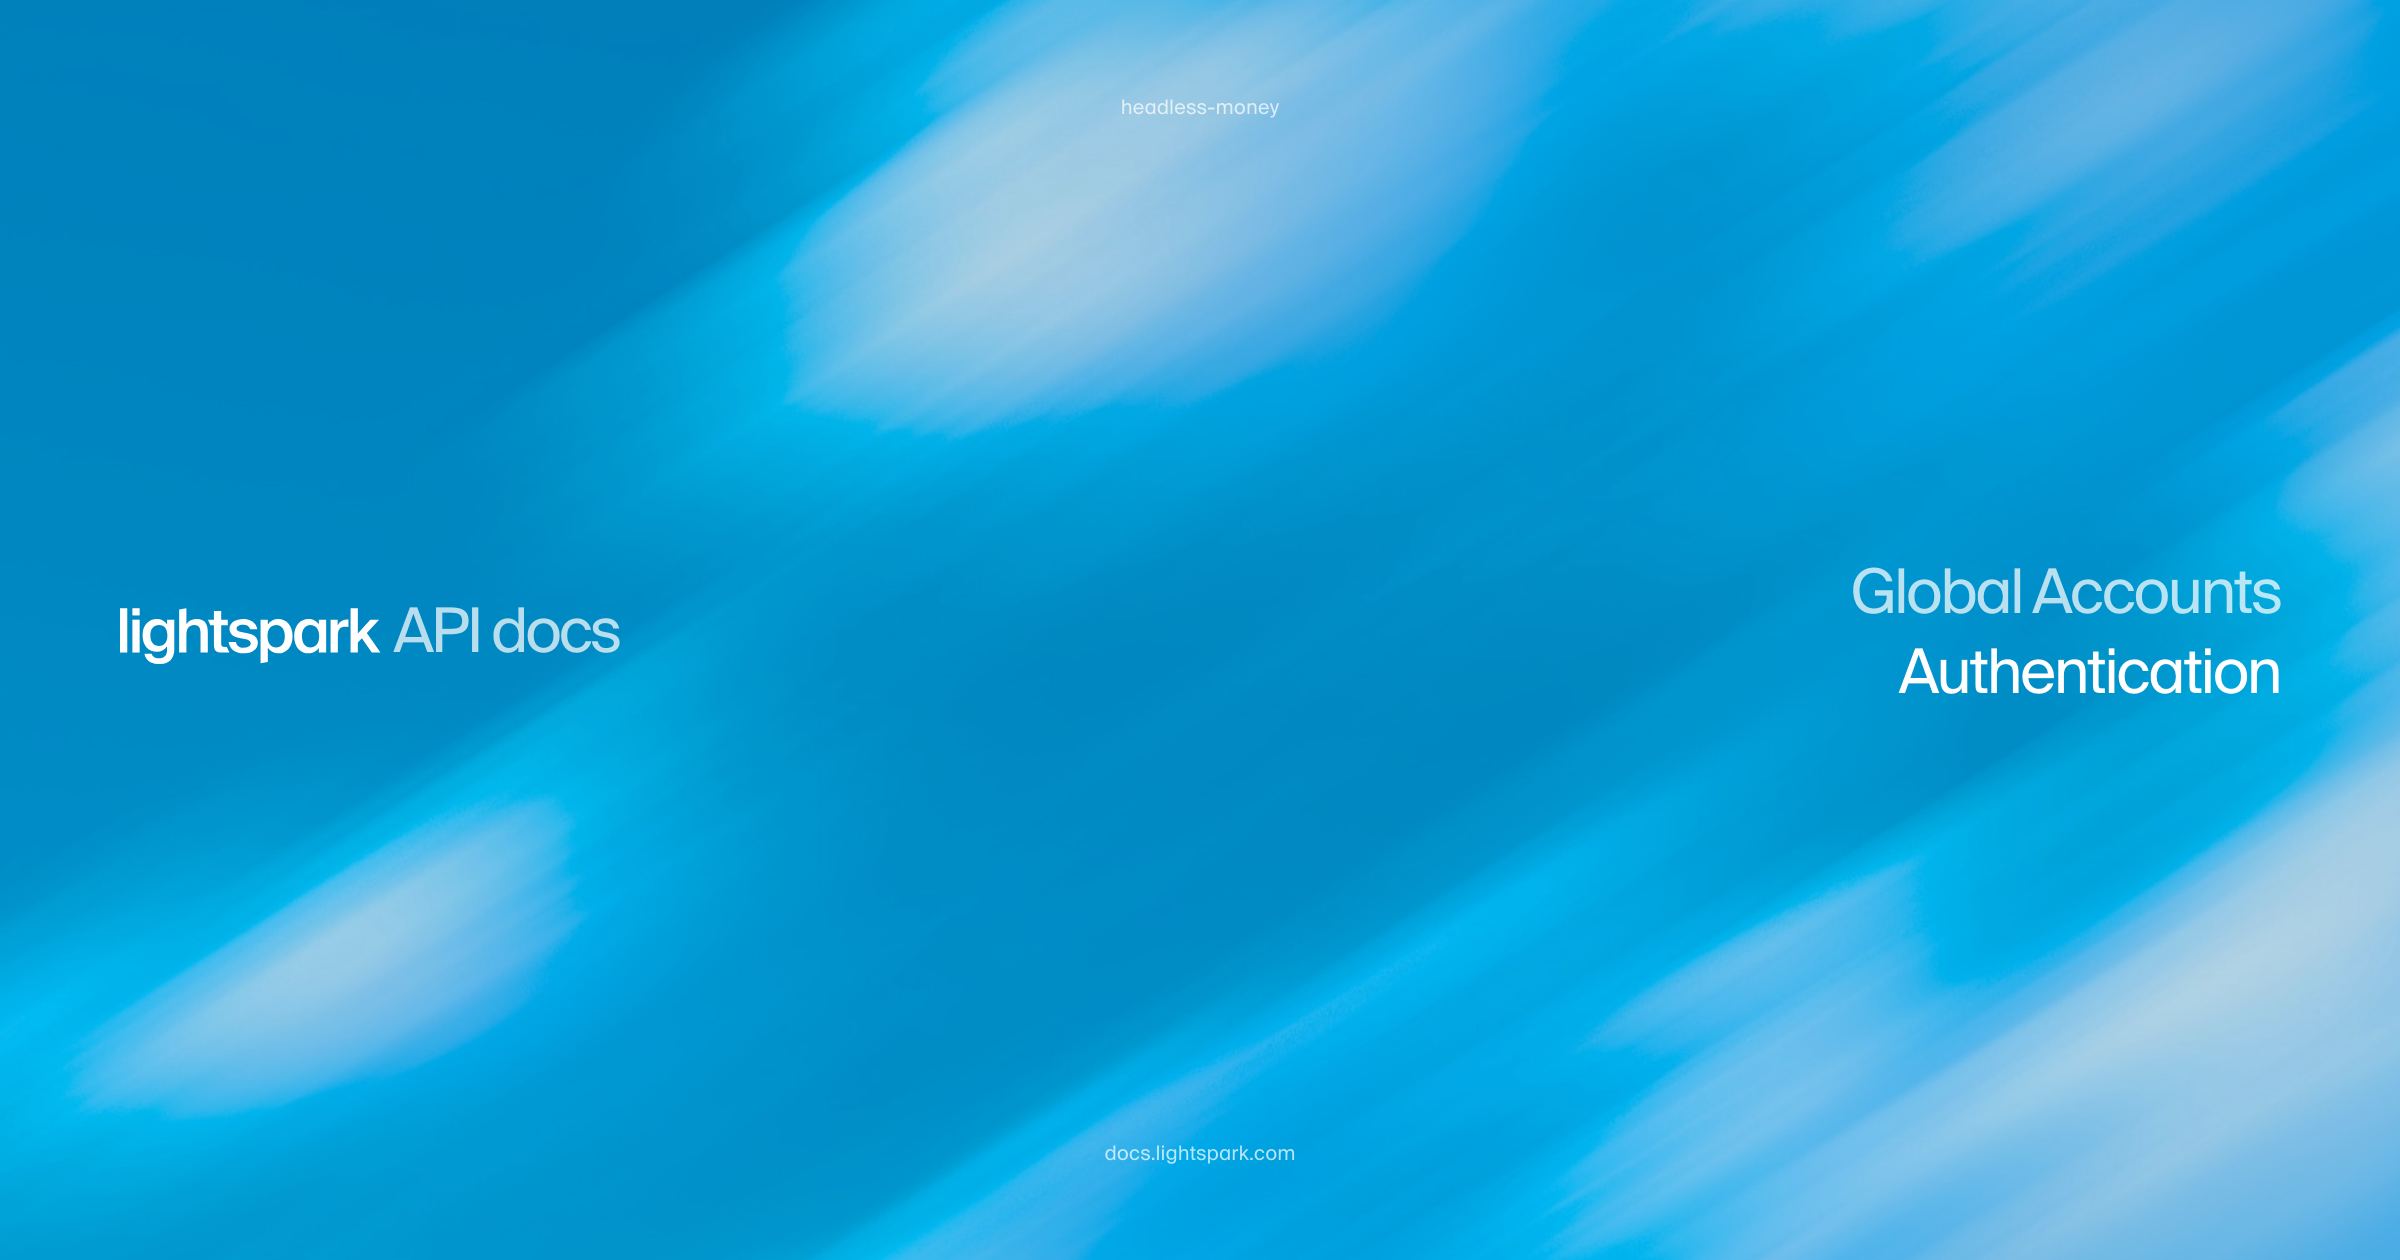 headless-money
lightspark API docs
Global Accounts
Authentication
docs.lightspark.com